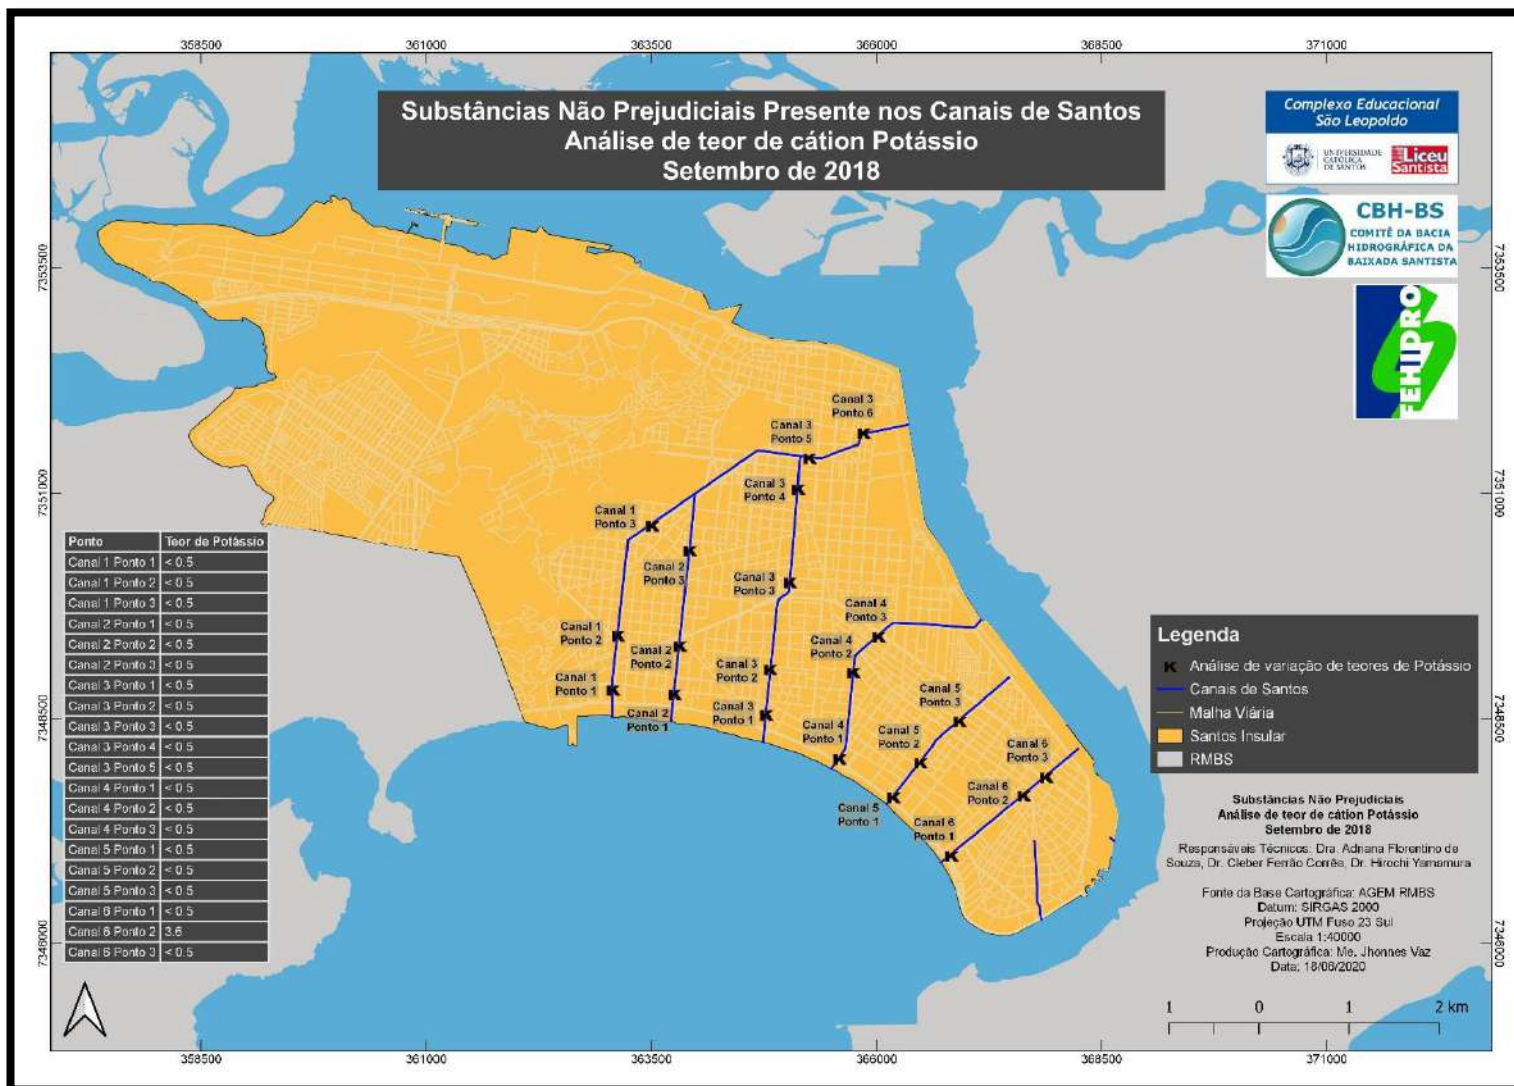 358500
361000
363500
366000
368500
371000
Substâncias Não Prejudiciais Presente nos Canais de Santos
Análise de teor de cátion Potássio
Setembro de 2018
Complexo Educacional
São Leopoldo
UNIVERSIDADE
CATÓLICA
DE SANTOS
Liceu
Santista
CBH-BS
COMITÊ DA BACIA
HIDROGRÁFICA DA
BAIXADA SANTISTA
FEHIDRO
7353500
7353500
7351000
7351000
7348500
7348500
7346000
7346000
Canal 3
Ponto 6
Canal 3
Ponto 5
Canal 3
Ponto 4
Canal 1
Ponto 3
Canal 2
Ponto 3
Canal 3
Ponto 3
Canal 4
Ponto 3
Canal 1
Ponto 2
Canal 2
Ponto 2
Canal 3
Ponto 2
Canal 4
Ponto 2
Canal 1
Ponto 1
Canal 2
Ponto 1
Canal 3
Ponto 1
Canal 4
Ponto 1
Canal 5
Ponto 3
Canal 5
Ponto 2
Canal 5
Ponto 1
Canal 6
Ponto 3
Canal 6
Ponto 2
Canal 6
Ponto 1
Ponto Teor de Potássio
Canal 1 Ponto 1 < 0.5
Canal 1 Ponto 2 < 0.5
Canal 1 Ponto 3 < 0.5
Canal 2 Ponto 1 < 0.5
Canal 2 Ponto 2 < 0.5
Canal 2 Ponto 3 < 0.5
Canal 3 Ponto 1 < 0.5
Canal 3 Ponto 2 < 0.5
Canal 3 Ponto 3 < 0.5
Canal 3 Ponto 4 < 0.5
Canal 3 Ponto 5 < 0.5
Canal 4 Ponto 1 < 0.5
Canal 4 Ponto 2 < 0.5
Canal 4 Ponto 3 < 0.5
Canal 5 Ponto 1 < 0.5
Canal 5 Ponto 2 < 0.5
Canal 5 Ponto 3 < 0.5
Canal 6 Ponto 1 < 0.5
Canal 6 Ponto 2 3.6
Canal 6 Ponto 3 < 0.5
Legenda
K Análise de variação de teores de Potássio
Canais de Santos
Malha Viária
Santos Insular
RMBS
Substâncias Não Prejudiciais
Análise de teor de cátion Potássio
Setembro de 2018
Responsáveis Técnicos: Dra. Adriana Florentino de
Souza, Dr. Cleber Ferrão Corrêa, Dr. Hirochi Yamamura
Fonte da Base Cartográfica: AGEM RMBS
Datum: SIRGAS 2000
Projeção UTM Fuso 23 Sul
Escala 1:40000
Produção Cartográfica: Me. Jhonnes Vaz
Data: 18/06/2020
1 0 1 2 km
358500
361000
363500
366000
368500
371000